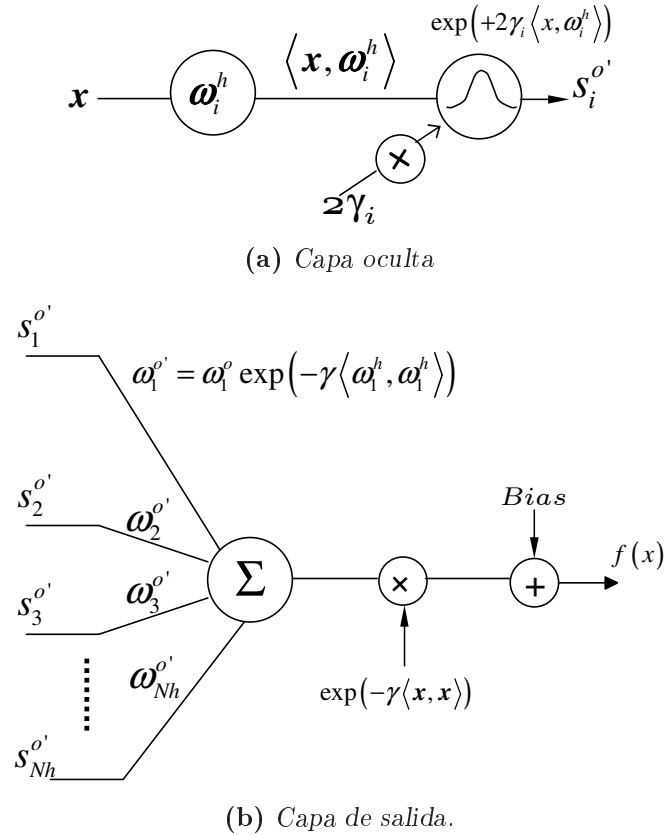 exp(+2γ_i⟨x, ω_i^h⟩)
x ω_i^h ⟨x, ω_i^h⟩ s_i^{o'}
×
2γ_i
(a) Capa oculta
s_1^{o'}
ω_1^{o'} = ω_1^o exp(−γ⟨ω_1^h, ω_1^h⟩)
s_2^{o'}
ω_2^{o'}
Bias
s_3^{o'}
ω_3^{o'}
Σ × + f(x)
ω_{Nh}^{o'}
exp(−γ⟨x, x⟩)
s_{Nh}^{o'}
(b) Capa de salida.